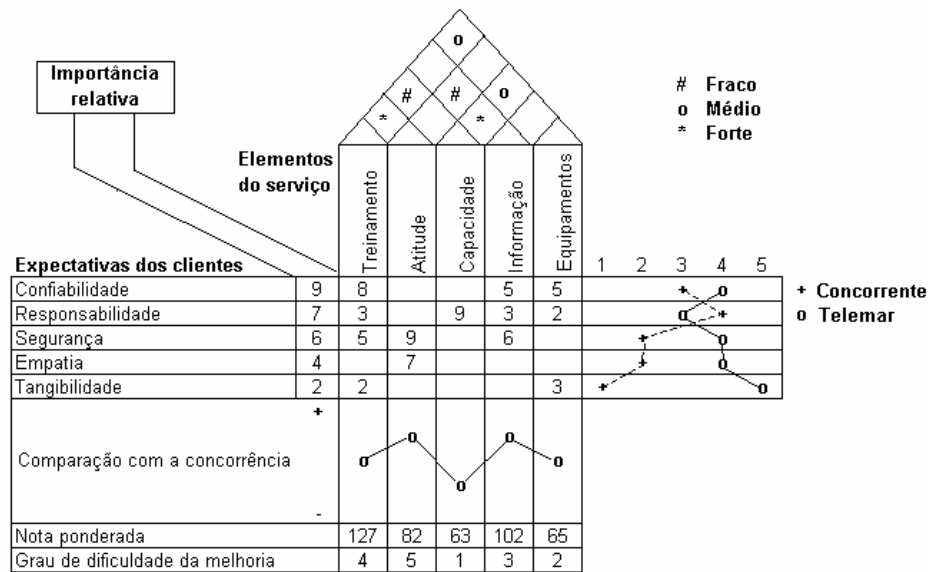 o
Importância
relativa
# # o
# Fraco
o Médio
* Forte
* *
Elementos
do serviço
Treinamento
Atitude
Capacidade
Informação
Equipamentos
Expectativas dos clientes 1 2 3 4 5
Confiabilidade 9 8 5 5 + o
+ Concorrente
o Telemar
Responsabilidade 7 3 9 3 2 o +
Segurança 6 5 9 6 + o
Empatia 4 7 + o
Tangibilidade 2 2 3 + o
+
o o
Comparação com a concorrência o o
o
-
Nota ponderada 127 82 63 102 65
Grau de dificuldade da melhoria 4 5 1 3 2